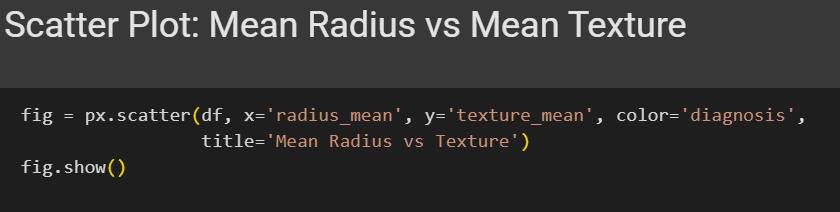 Scatter Plot: Mean Radius vs Mean Texture
fig = px.scatter(df, x='radius_mean', y='texture_mean', color='diagnosis',
                 title='Mean Radius vs Texture')
fig.show()